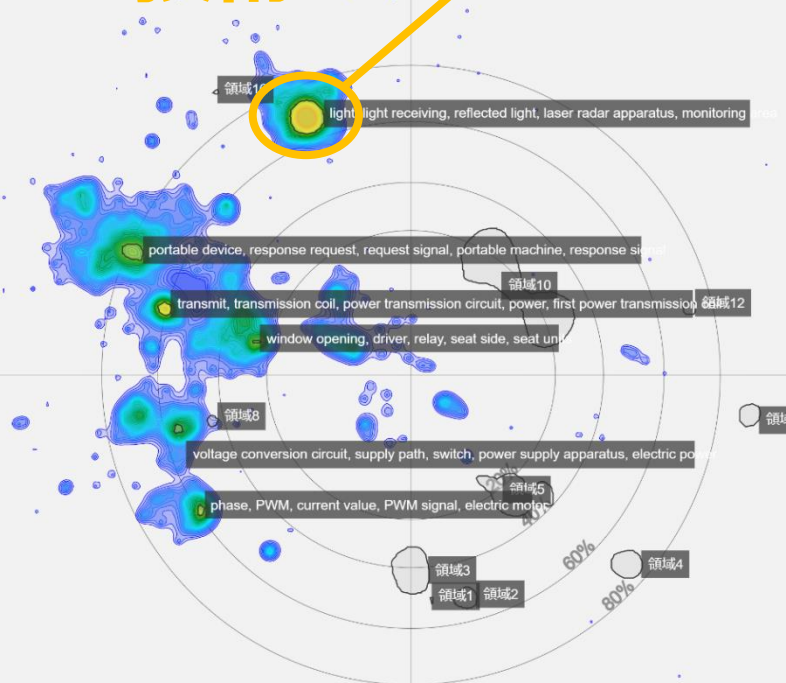 領域16
light, light receiving, reflected light, laser radar apparatus, monitoring area
portable device, response request, request signal, portable machine, response signal
領域10
transmit, transmission coil, power transmission circuit, power, first power transmission coil
領域12
window opening, driver, relay, seat side, seat unit
領域8
領域
voltage conversion circuit, supply path, switch, power supply apparatus, electric power
20%
領域5
phase, PWM, current value, PWM signal, electric motor
40%
60%
領域3
領域4
領域1
領域2
80%